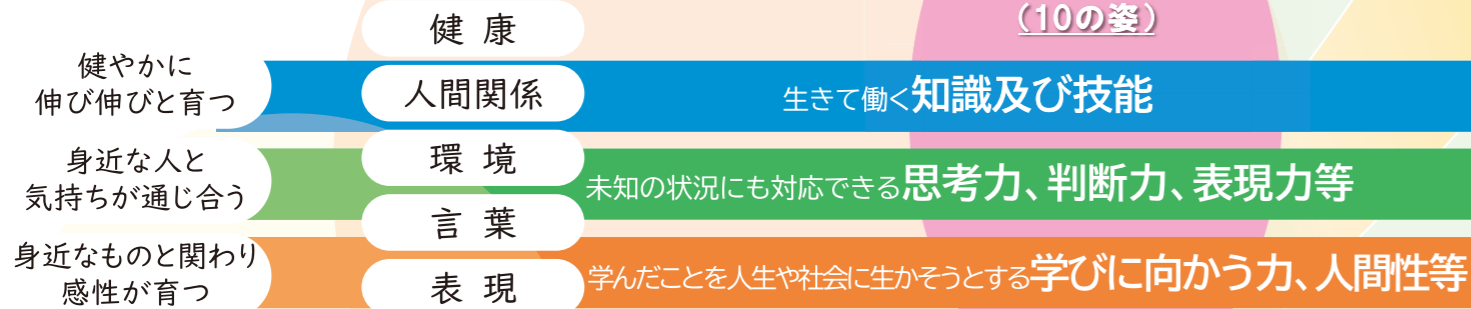 健やかに
伸び伸びと育つ
身近な人と
気持ちが通じ合う
身近なものと関わり
感性が育つ
健康
人間関係
環境
言葉
表現
（10の姿）
生きて働く知識及び技能
未知の状況にも対応できる思考力、判断力、表現力等
学んだことを人生や社会に生かそうとする学びに向かう力、人間性等